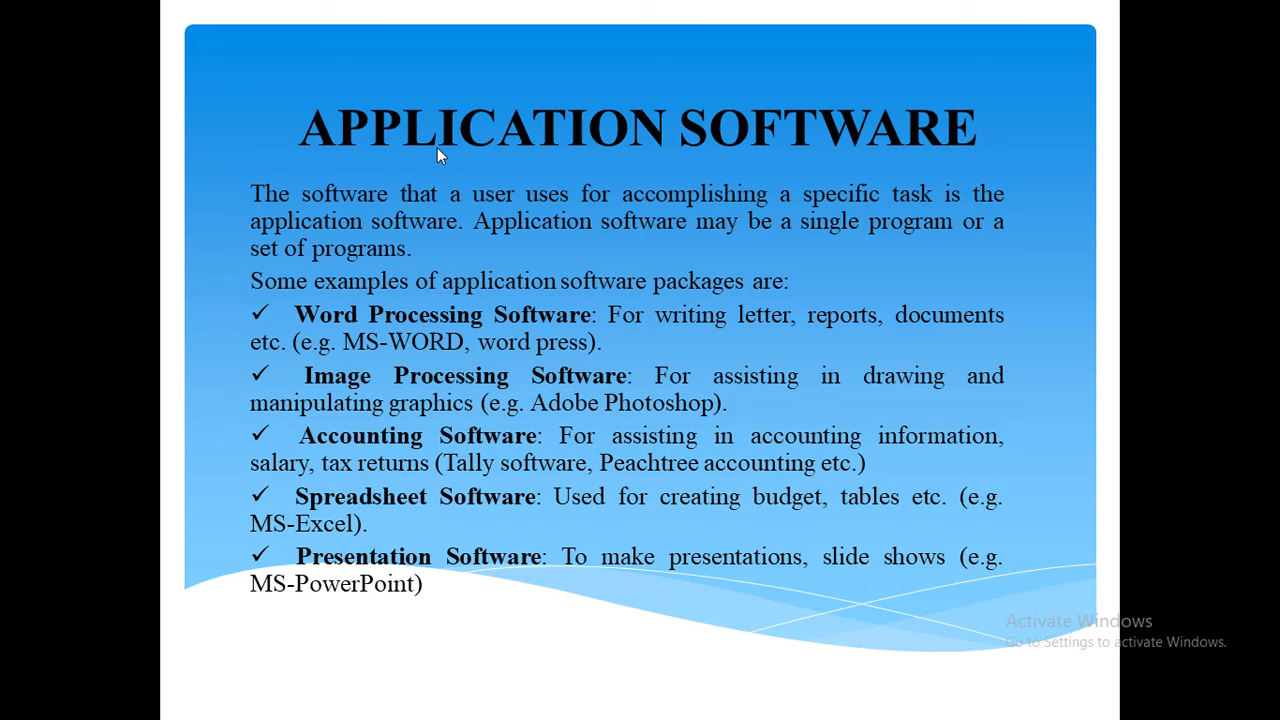 APPLICATION SOFTWARE
The software that a user uses for accomplishing a specific task is the
application software. Application software may be a single program or a
set of programs.
Some examples of application software packages are:
✓ Word Processing Software: For writing letter, reports, documents
etc. (e.g. MS-WORD, word press).
✓ Image Processing Software: For assisting in drawing and
manipulating graphics (e.g. Adobe Photoshop).
✓ Accounting Software: For assisting in accounting information,
salary, tax returns (Tally software, Peachtree accounting etc.)
✓ Spreadsheet Software: Used for creating budget, tables etc. (e.g.
MS-Excel).
✓ Presentation Software: To make presentations, slide shows (e.g.
MS-PowerPoint)
Activate Windows
Go to Settings to activate Windows.